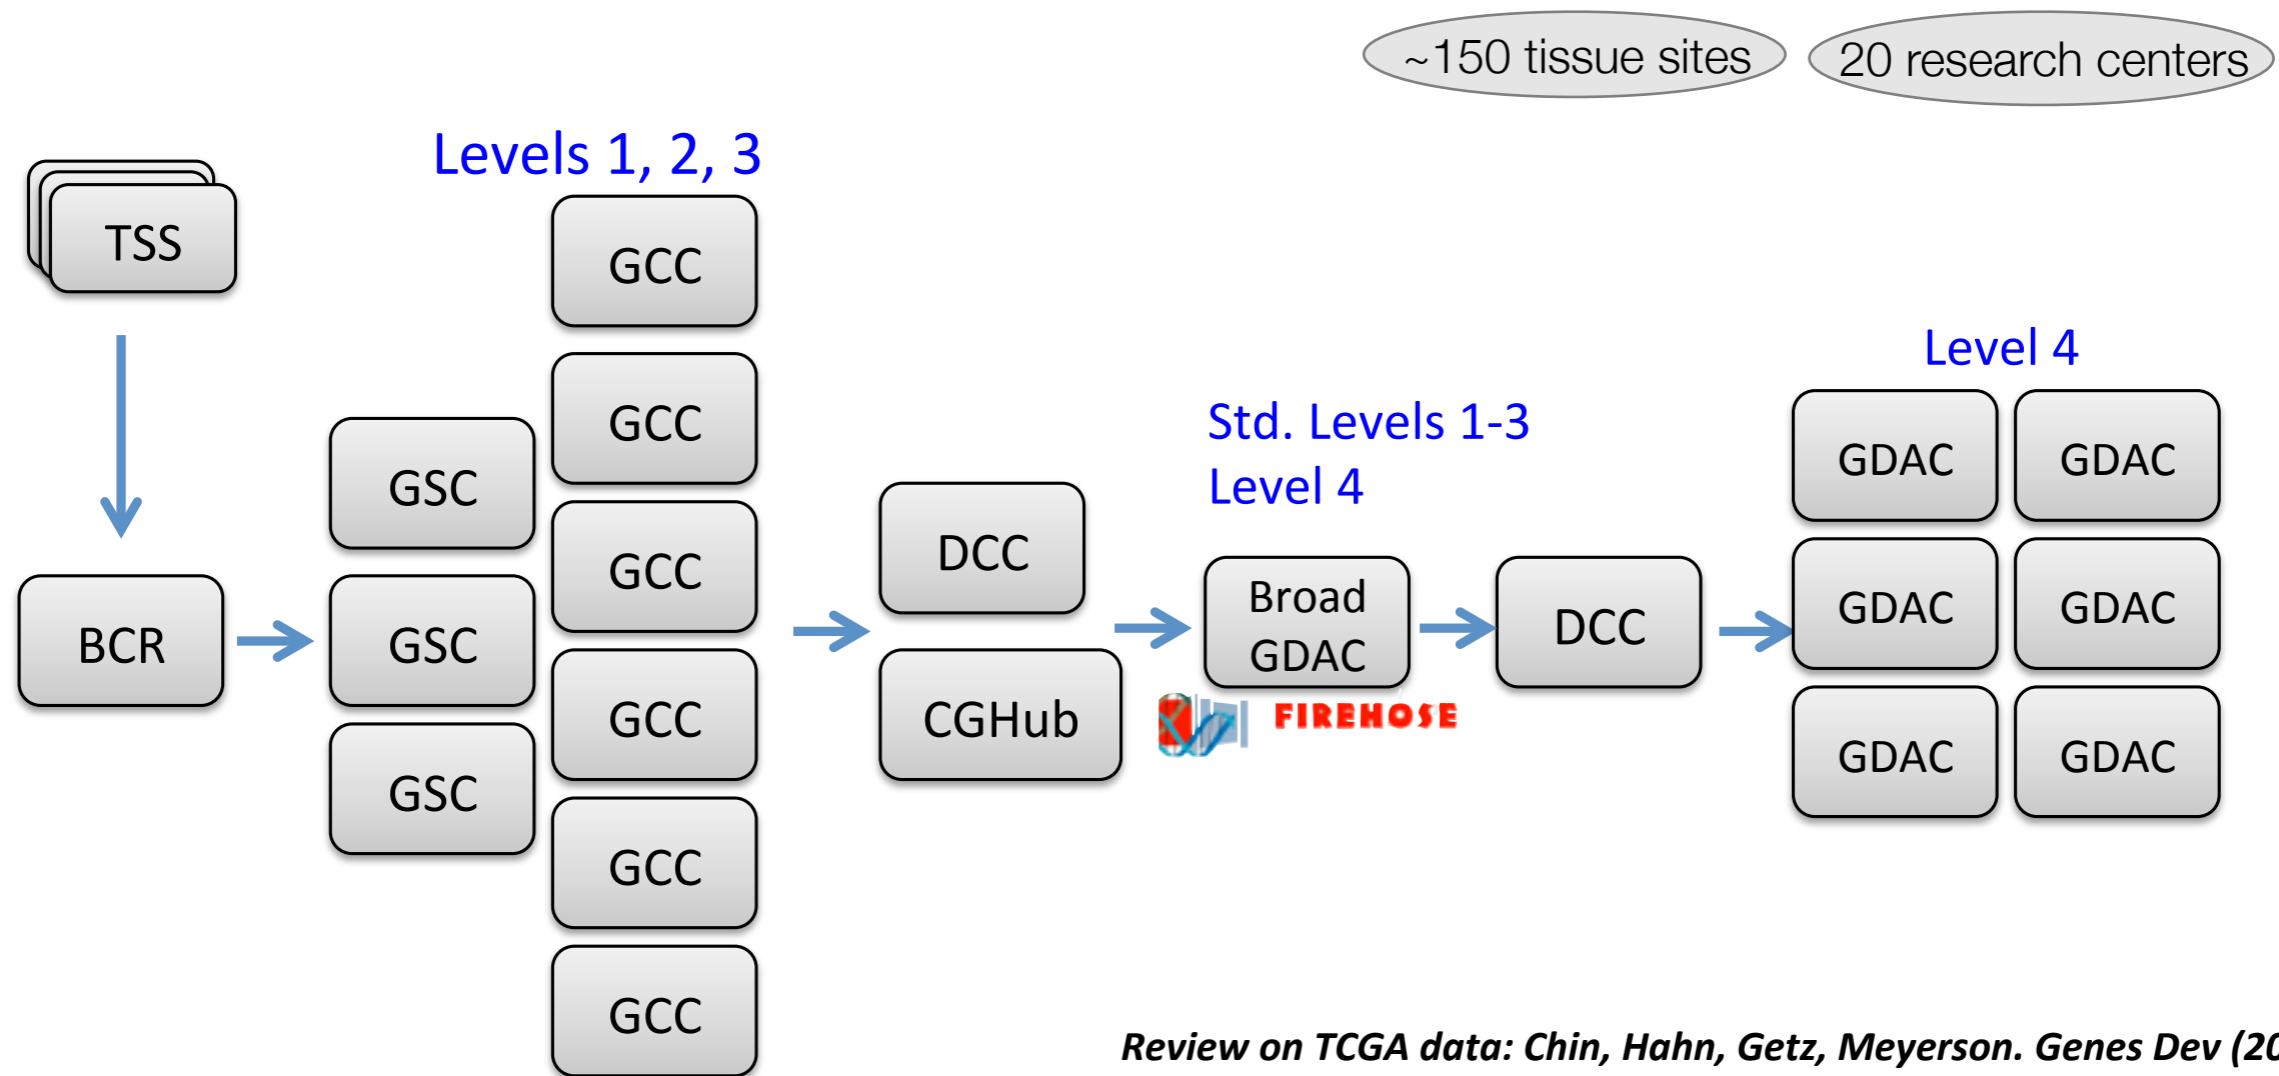 ~150 tissue sites
20 research centers
Levels 1, 2, 3
TSS
BCR
GSC
GSC
GSC
GCC
GCC
GCC
GCC
GCC
GCC
DCC
CGHub
Std. Levels 1-3
Level 4
Broad
GDAC
FIREHOSE
DCC
Level 4
GDAC
GDAC
GDAC
GDAC
GDAC
GDAC
Review on TCGA data: Chin, Hahn, Getz, Meyerson. Genes Dev (20